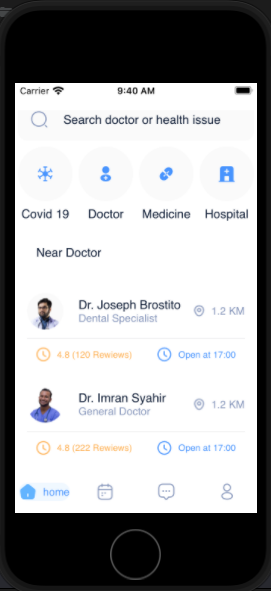 Carrier 9:40 AM
Search doctor or health issue
Covid 19 Doctor Medicine Hospital
Near Doctor
Dr. Joseph Brostito
Dental Specialist
1.2 KM
4.8 (120 Rewiews) Open at 17:00
Dr. Imran Syahir
General Doctor
1.2 KM
4.8 (222 Rewiews) Open at 17:00
home